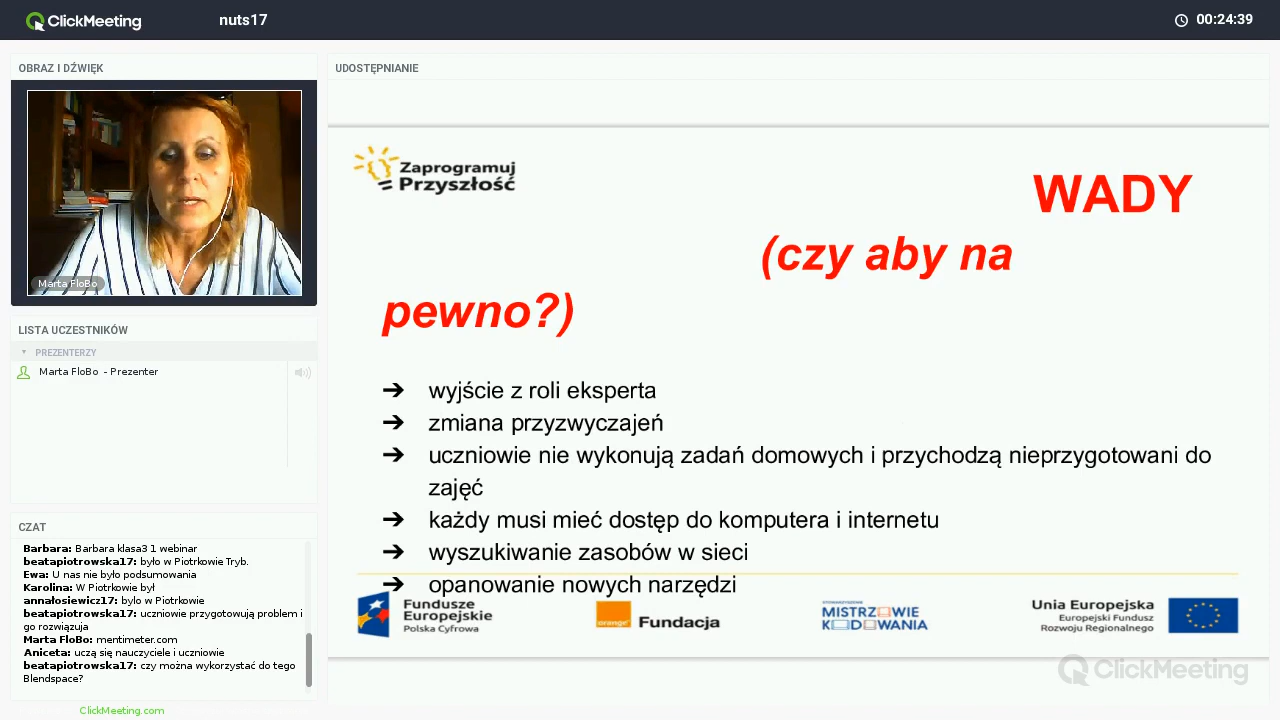 ClickMeeting
nuts17
00:24:39
OBRAZ I DŹWIĘK
Marta FloBo
LISTA UCZESTNIKÓW
PREZENTERZY
Marta FloBo - Prezenter
CZAT
Barbara: Barbara klasa3 1 webinar
beatapiotrowska17: było w Piotrkowie Tryb.
Ewa: U nas nie było podsumowania
Karolina: W Piotrkowie był
annałosiewicz17: bylo w Piotrkowie
beatapiotrowska17: uczniowie przygotowują problem i
go rozwiązują
Marta FloBo: mentimeter.com
Aniceta: uczą się nauczyciele i uczniowie
beatapiotrowska17: czy można wykorzystać do tego
Blendspace?
ClickMeeting.com
UDOSTĘPNIANIE
Zaprogramuj
Przyszłość
WADY
(czy aby na
pewno?)
➔ wyjście z roli eksperta
➔ zmiana przyzwyczajeń
➔ uczniowie nie wykonują zadań domowych i przychodzą nieprzygotowani do
zajęć
➔ każdy musi mieć dostęp do komputera i internetu
➔ wyszukiwanie zasobów w sieci
➔ opanowanie nowych narzędzi
Fundusze
Europejskie
Polska Cyfrowa
orange
Fundacja
STOWARZYSZENIE
MISTRZOWIE
KODOWANIA
Unia Europejska
Europejski Fundusz
Rozwoju Regionalnego
ClickMeeting